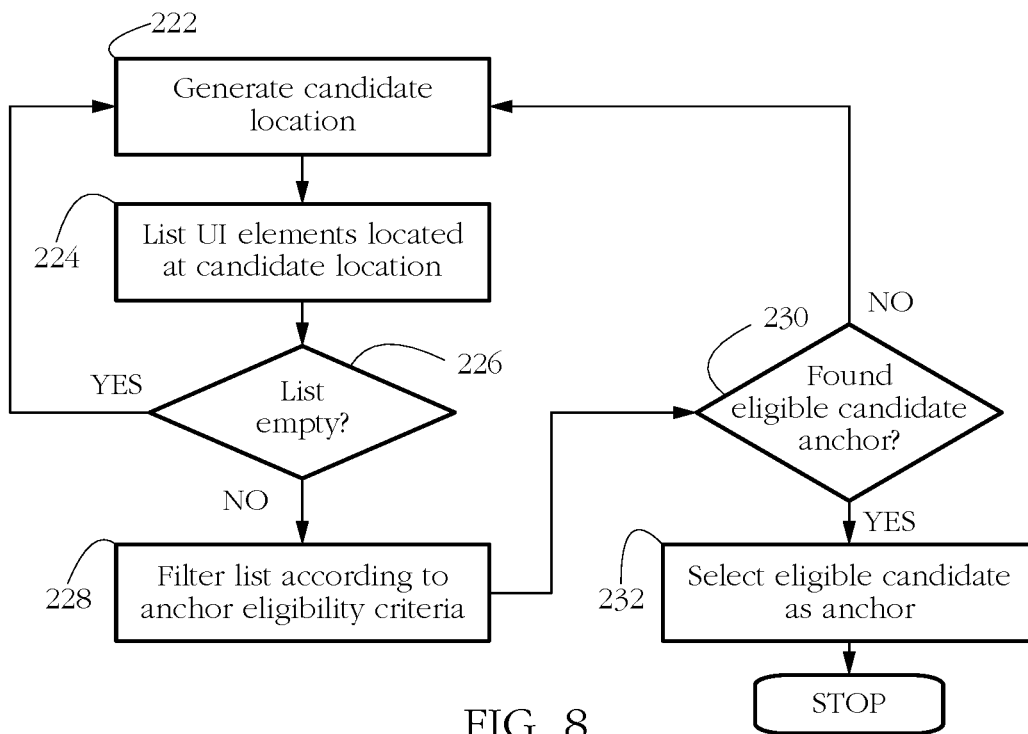 222
Generate candidate
location
224
List UI elements located
at candidate location
226
YES
List
empty?
NO
228
Filter list according to
anchor eligibility criteria
230
NO
Found
eligible candidate
anchor?
YES
232
Select eligible candidate
as anchor
STOP
FIG. 8